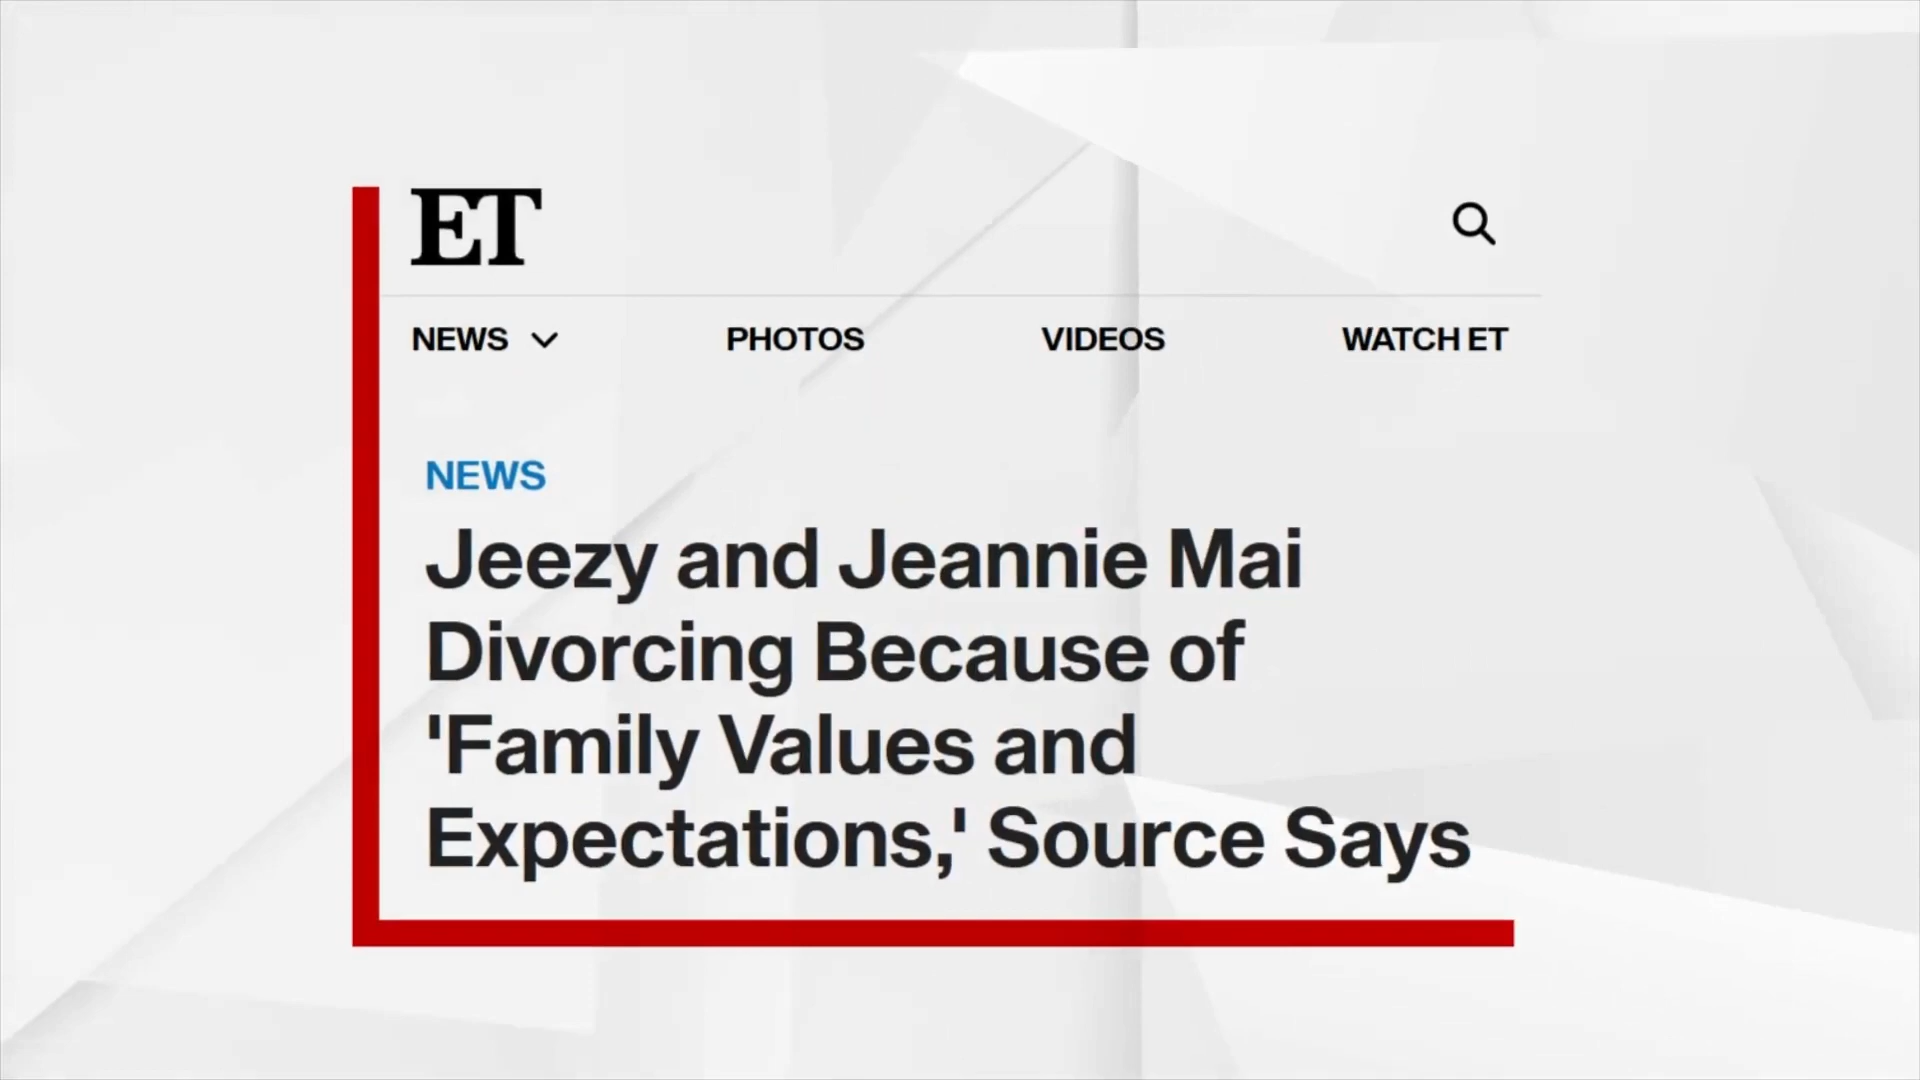 ET
NEWS PHOTOS VIDEOS WATCH ET
NEWS
Jeezy and Jeannie Mai
Divorcing Because of
'Family Values and
Expectations,' Source Says